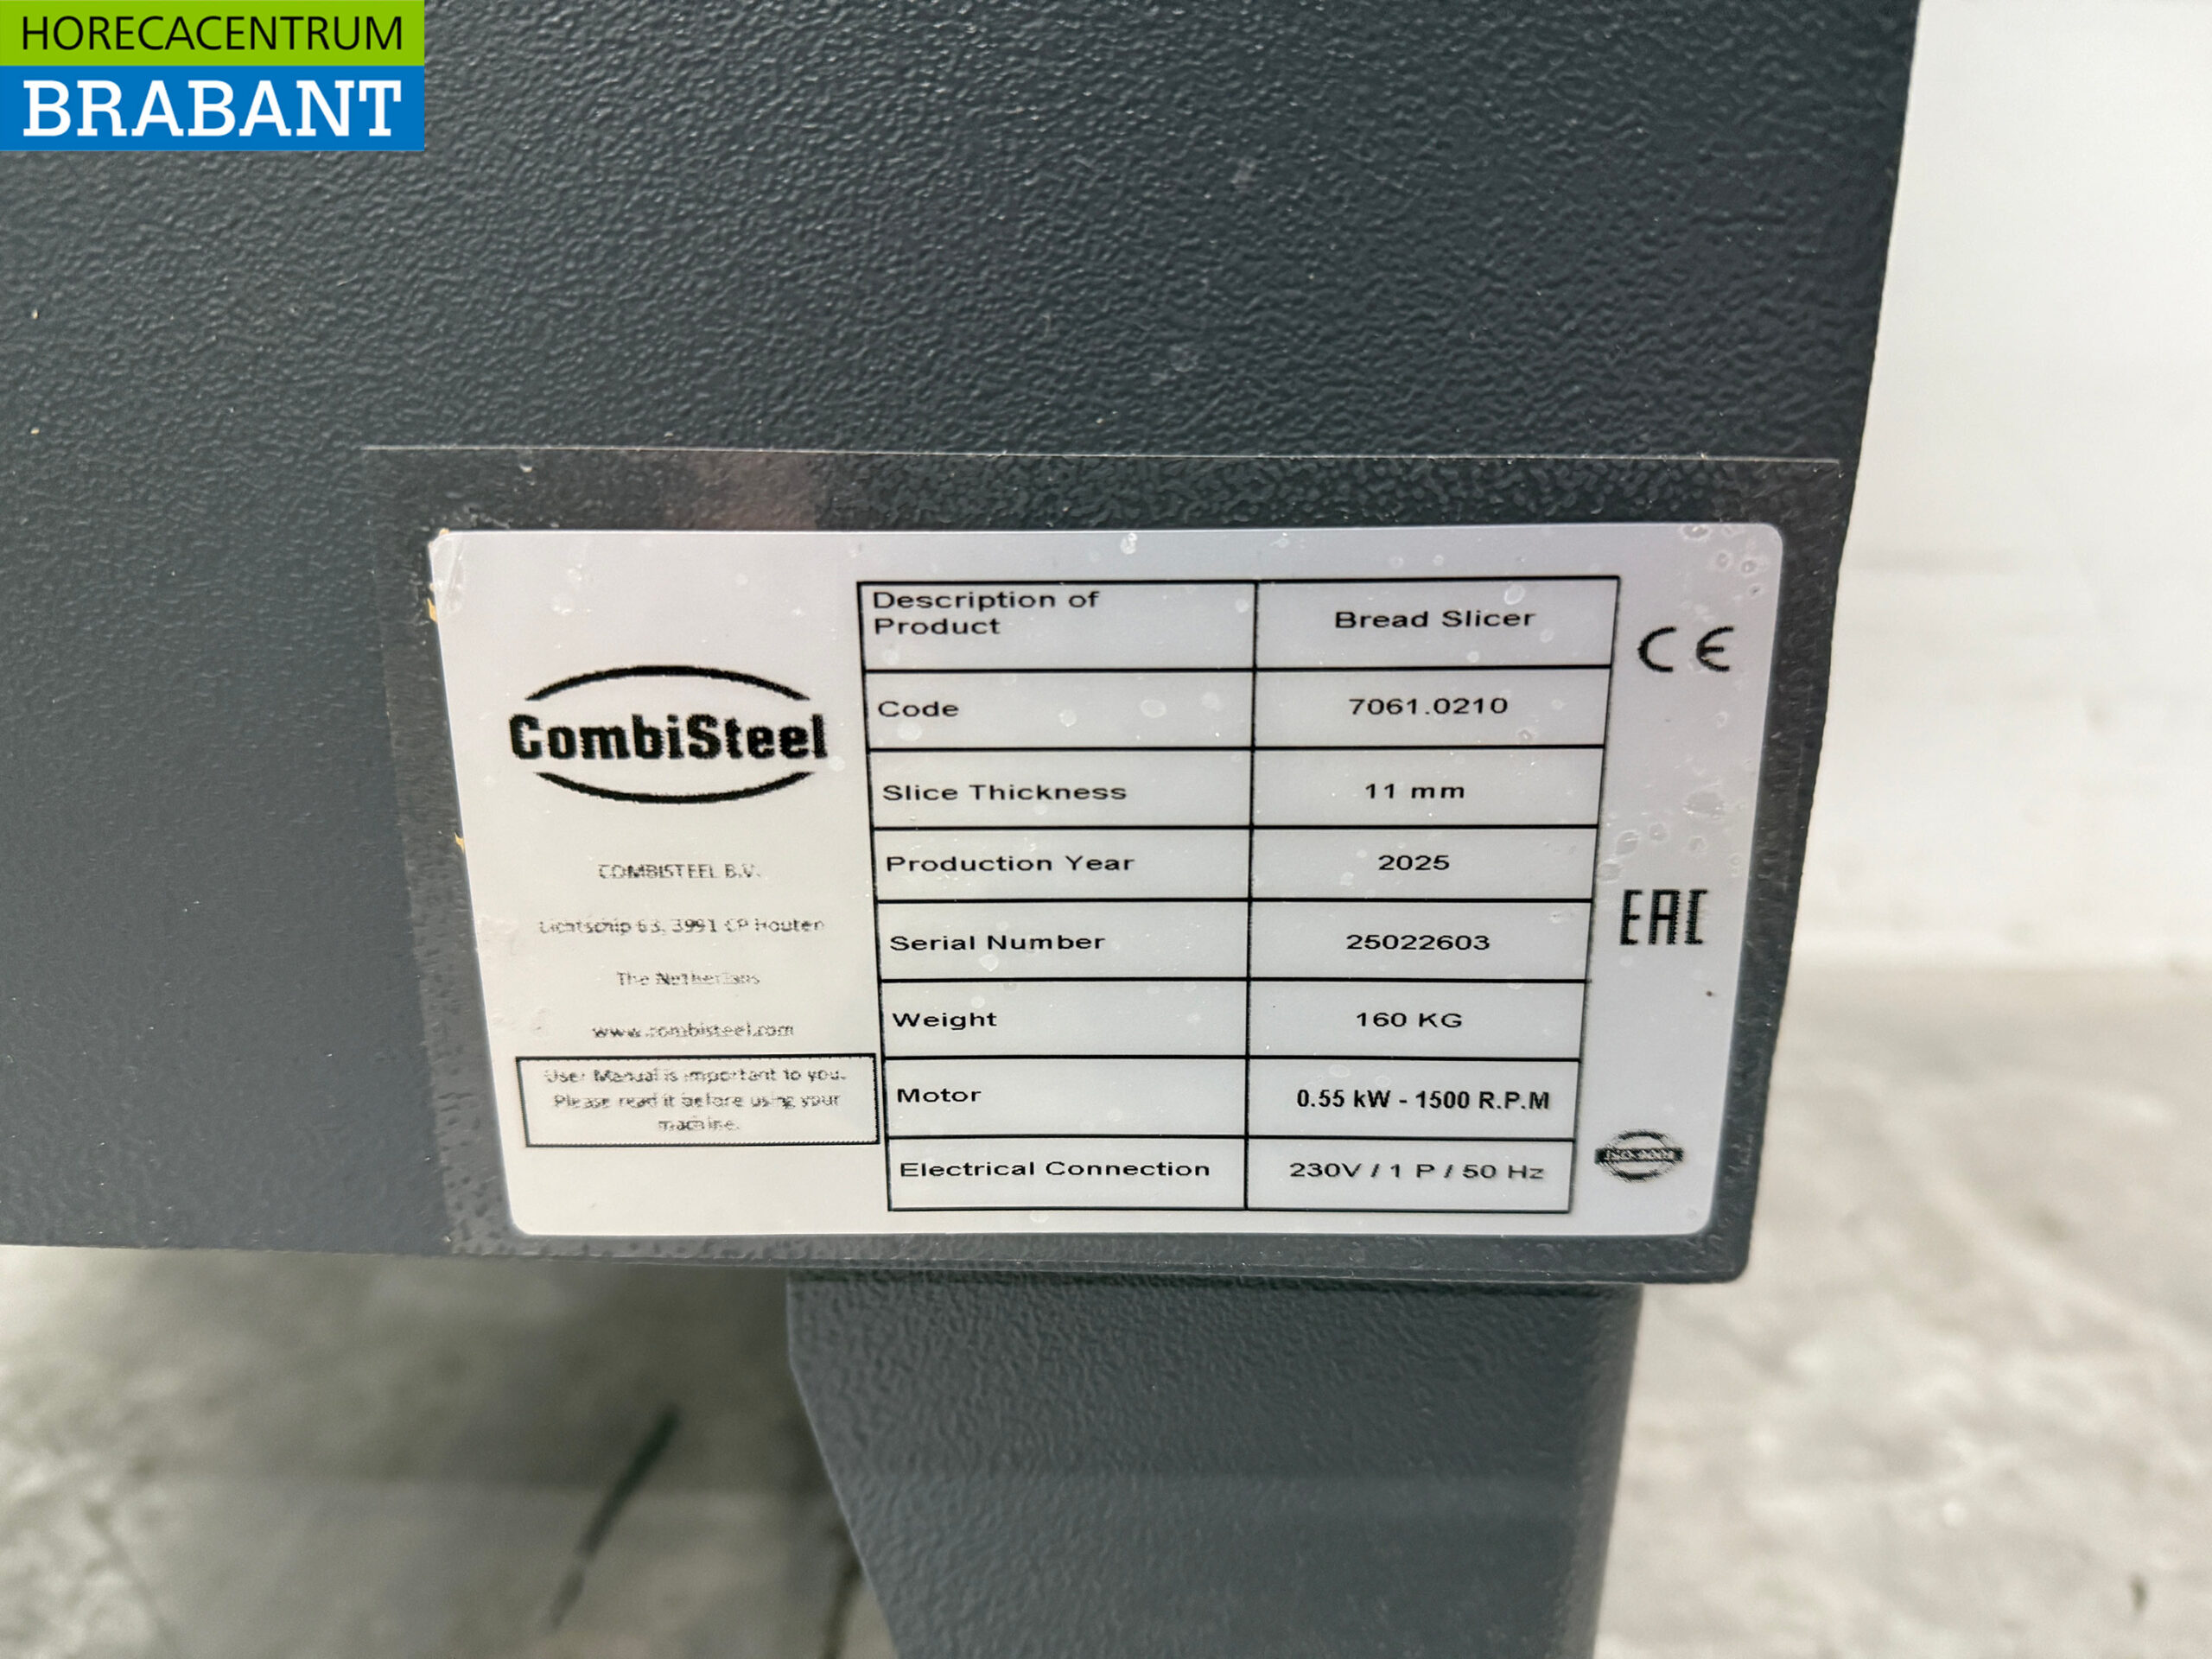 HORECACENTRUM
BRABANT
CombiSteel
COMBISTEEL B.V.
Lichtschip 63, 3991 CP Houten
The Netherlans
www.combisteel.com
User Manual is important to you.
Please read it before using your
machine.
Description of
Product
Bread Slicer
Code
7061.0210
Slice Thickness
11 mm
Production Year
2025
Serial Number
25022603
Weight
160 KG
Motor
0.55 kW - 1500 R.P.M
Electrical Connection
230V / 1 P / 50 Hz
CE
EAC
ISO 9001